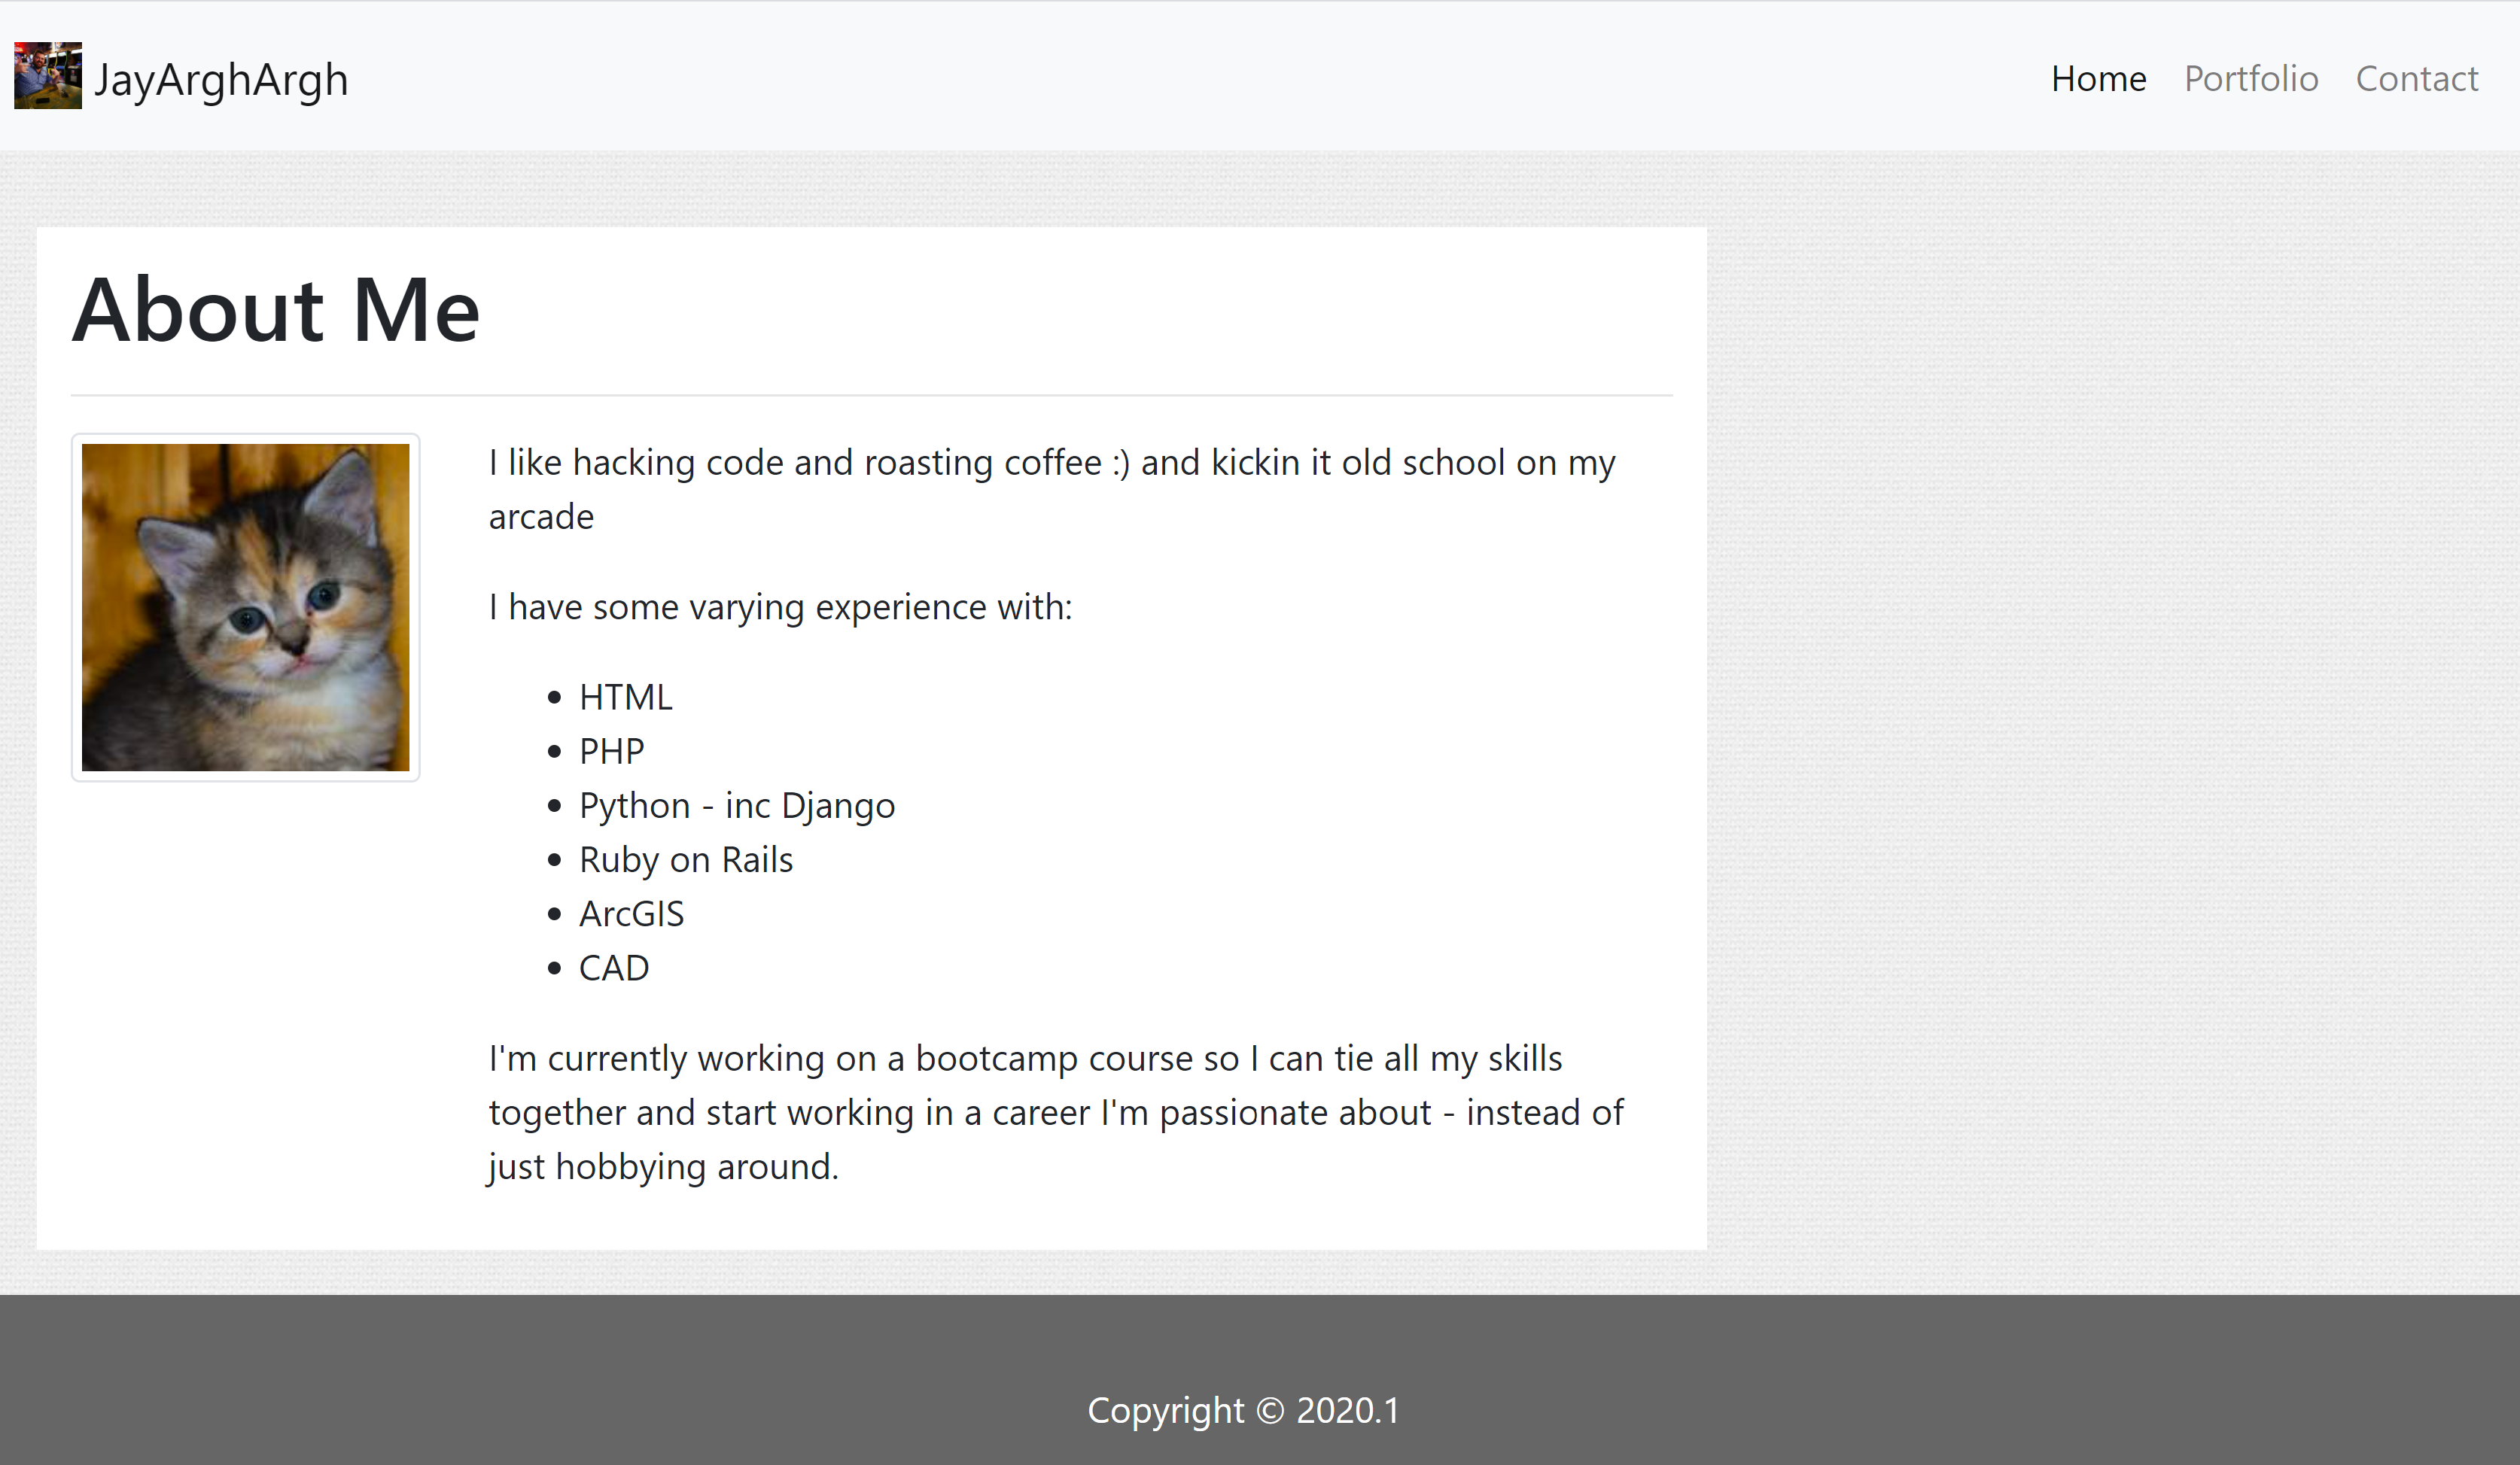 JayArghArgh
Home Portfolio Contact
About Me
I like hacking code and roasting coffee :) and kickin it old school on my
arcade
I have some varying experience with:
• HTML
• PHP
• Python - inc Django
• Ruby on Rails
• ArcGIS
• CAD
I'm currently working on a bootcamp course so I can tie all my skills
together and start working in a career I'm passionate about - instead of
just hobbying around.
Copyright © 2020.1